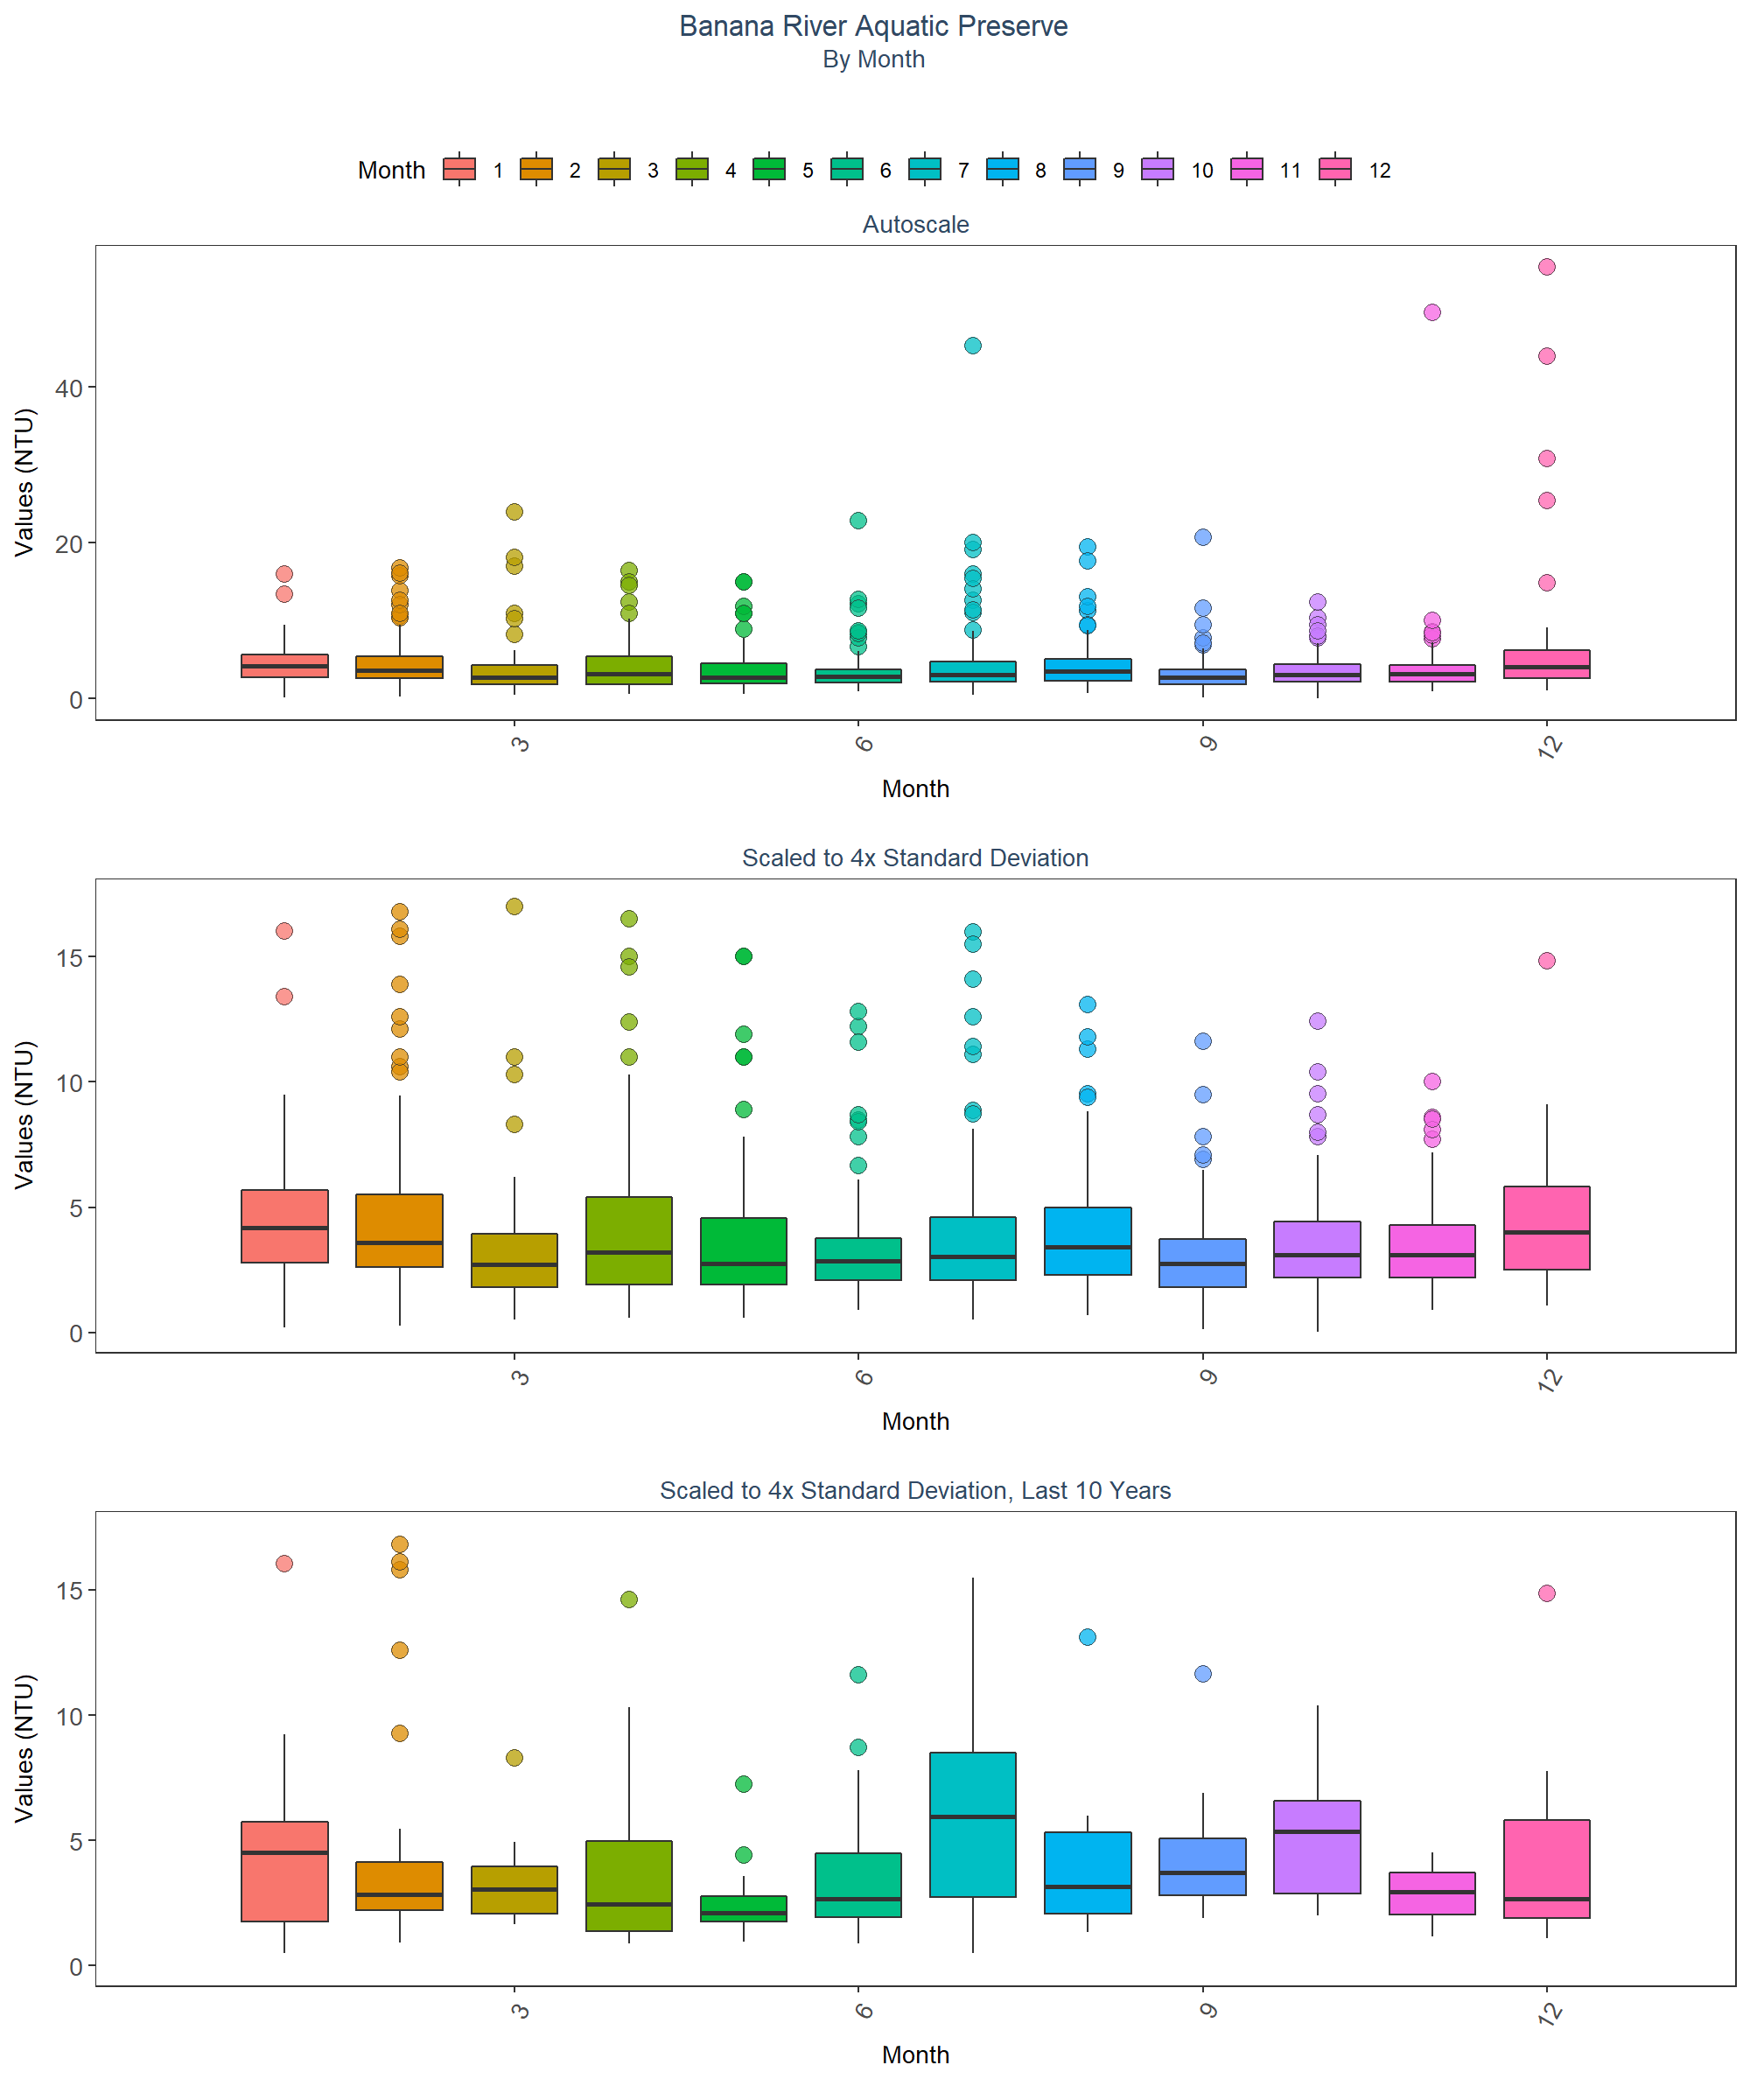 Banana River Aquatic Preserve
By Month
Month 1 2 3 4 5 6 7 8 9 10 11 12
Autoscale
Values (NTU)
40
20
0
3 6 9 12
Month
Scaled to 4x Standard Deviation
Values (NTU)
15
10
5
0
3 6 9 12
Month
Scaled to 4x Standard Deviation, Last 10 Years
Values (NTU)
15
10
5
0
3 6 9 12
Month